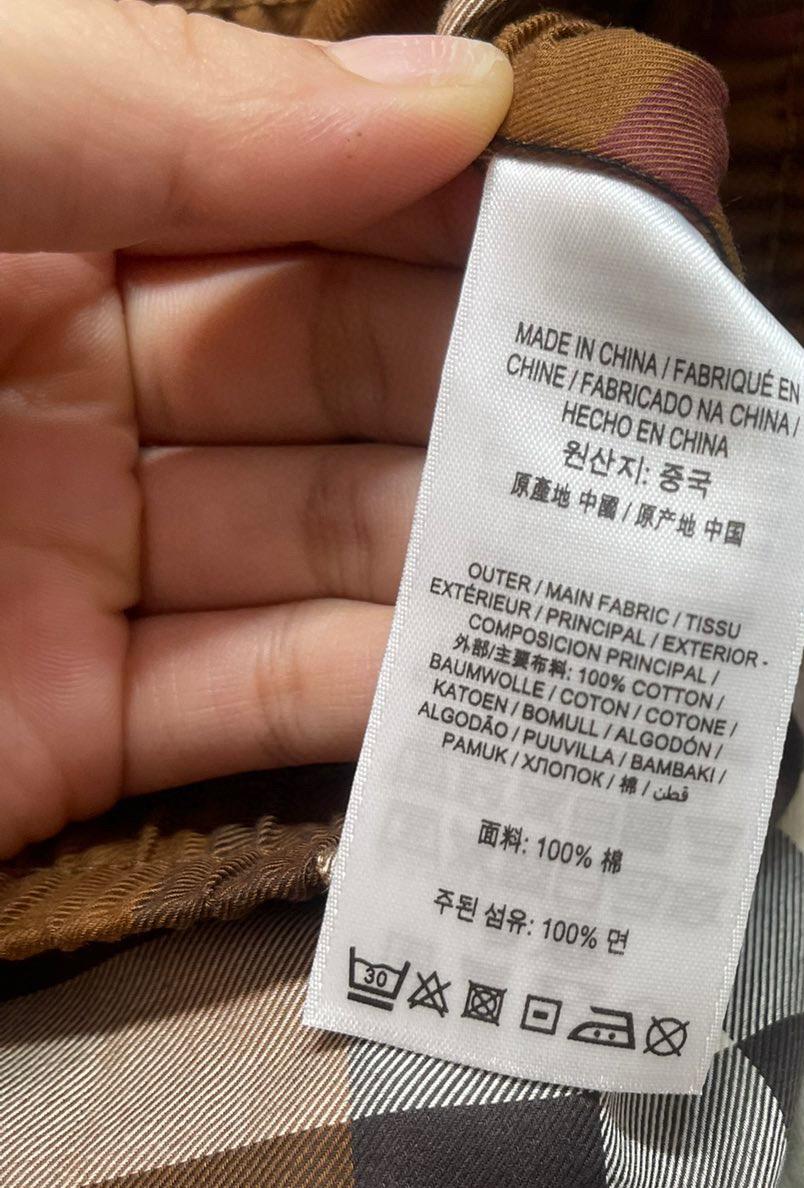 MADE IN CHINA / FABRIQUÉ EN
CHINE / FABRICADO NA CHINA /
HECHO EN CHINA
원산지: 중국
原產地 中國 / 原产地 中国
OUTER / MAIN FABRIC / TISSU
EXTÉRIEUR / PRINCIPAL / EXTERIOR -
COMPOSICION PRINCIPAL /
外部/主要布料: 100% COTTON /
BAUMWOLLE / COTON / COTONE /
KATOEN / BOMULL / ALGODÓN /
ALGODÃO / PUUVILLA / BAMBAKI /
PAMUK / ХЛОПОК / 棉 / قطن
面料: 100% 棉
주된 섬유: 100% 면
30